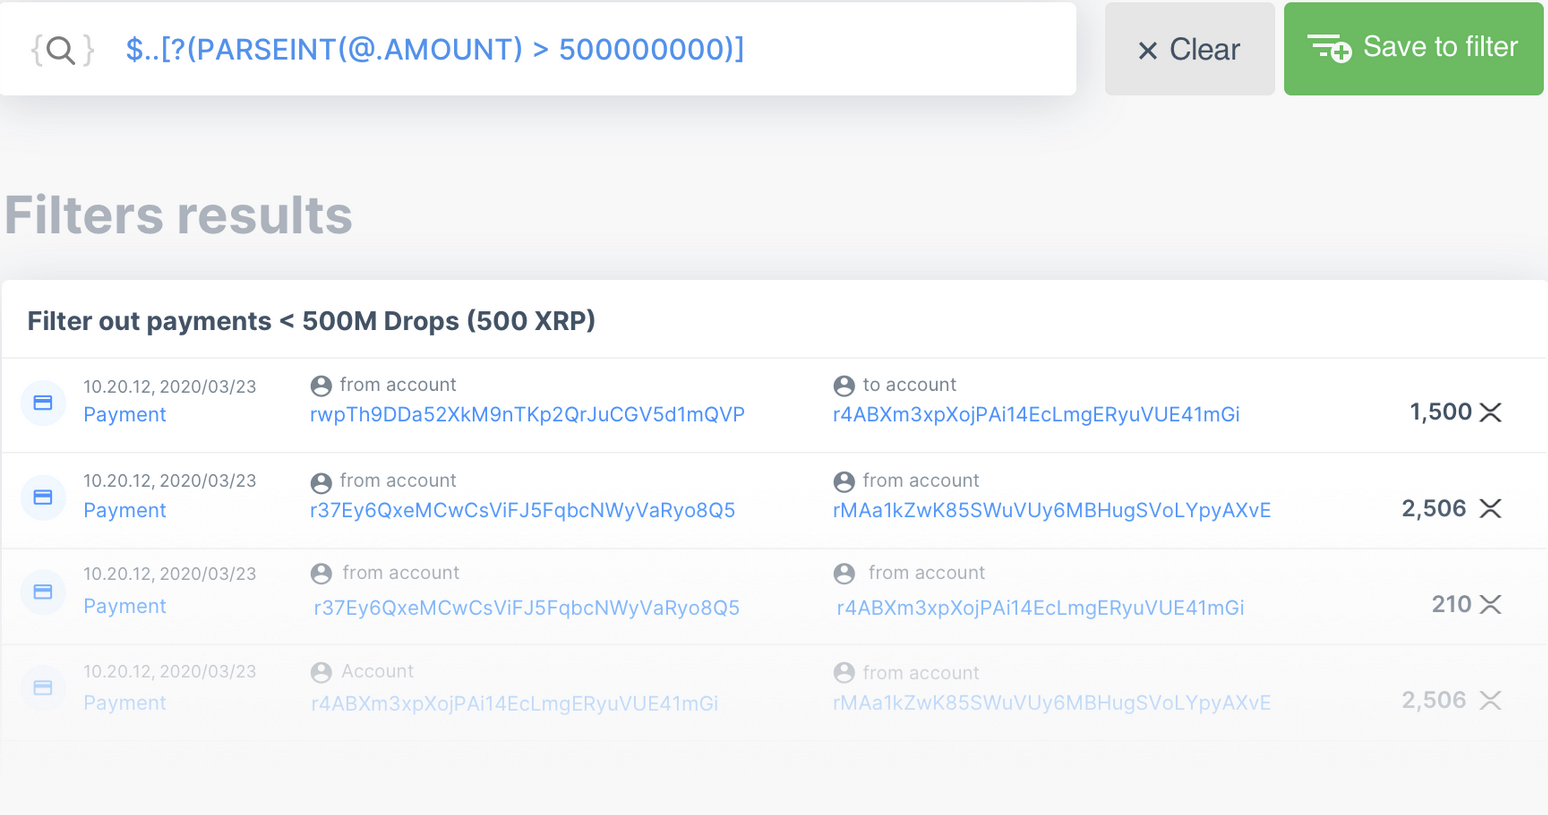 $..[?(PARSEINT(@.AMOUNT) > 500000000)]
× Clear
Save to filter
Filters results
Filter out payments < 500M Drops (500 XRP)
10.20.12, 2020/03/23 from account to account
Payment rwpTh9DDa52XkM9nTKp2QrJuCGV5d1mQVP r4ABXm3xpXojPAi14EcLmgERyuVUE41mGi 1,500
10.20.12, 2020/03/23 from account from account
Payment r37Ey6QxeMCwCsViFJ5FqbcNWyVaRyo8Q5 rMAa1kZwK85SWuVUy6MBHugSVoLYpyAXvE 2,506
10.20.12, 2020/03/23 from account from account
Payment r37Ey6QxeMCwCsViFJ5FqbcNWyVaRyo8Q5 r4ABXm3xpXojPAi14EcLmgERyuVUE41mGi 210
10.20.12, 2020/03/23 Account from account
Payment r4ABXm3xpXojPAi14EcLmgERyuVUE41mGi rMAa1kZwK85SWuVUy6MBHugSVoLYpyAXvE 2,506